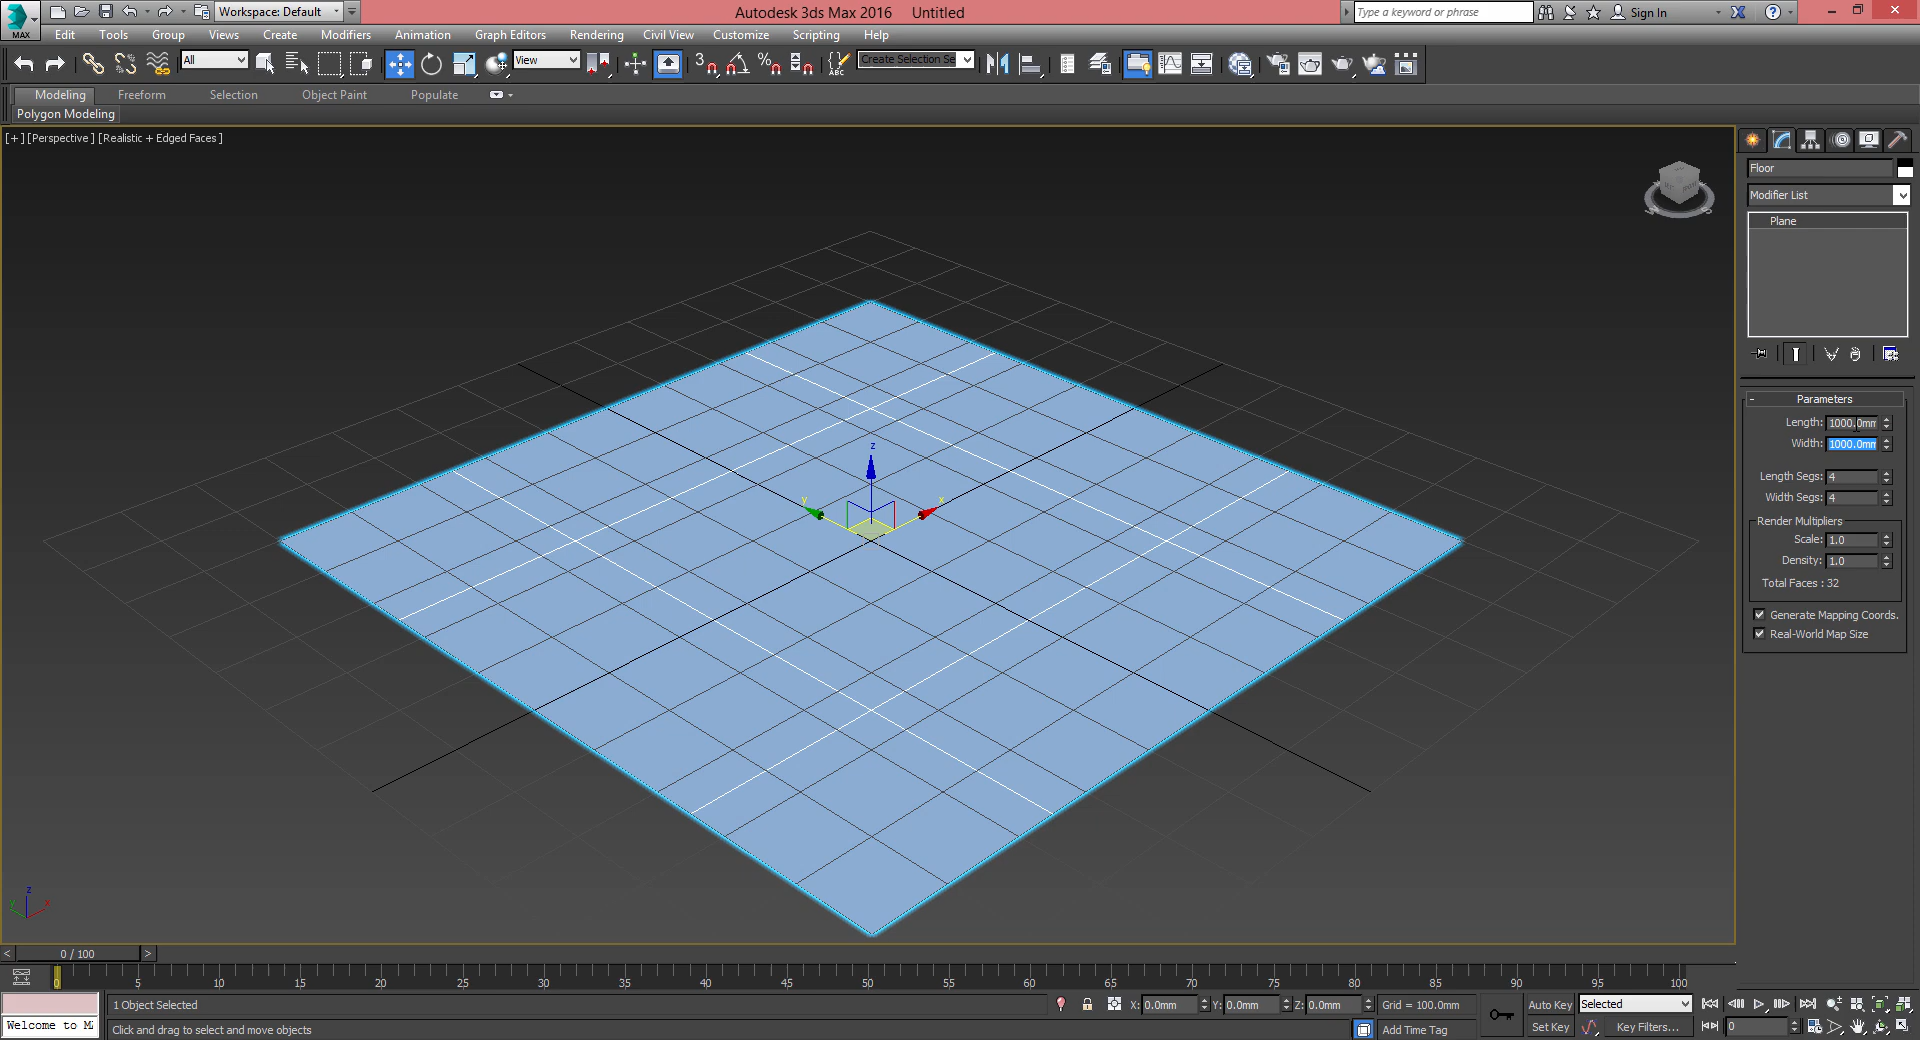 Workspace: Default
Autodesk 3ds Max 2016 Untitled
Type a keyword or phrase
Sign In
MAX
Edit Tools Group Views Create Modifiers Animation Graph Editors Rendering Civil View Customize Scripting Help
All
View
3
%
ABC
Create Selection Se
Modeling Freeform Selection Object Paint Populate
Polygon Modeling
[+] [Perspective ] [Realistic + Edged Faces ]
Floor
Modifier List
Plane
Parameters
Length: 1000.0mm
Width: 1000.0mm
Length Segs: 4
Width Segs: 4
Render Multipliers
Scale: 1.0
Density: 1.0
Total Faces : 32
Generate Mapping Coords.
Real-World Map Size
z
y
x
z
y
x
< 0 / 100 >
0 5 10 15 20 25 30 35 40 45 50 55 60 65 70 75 80 85 90 95 100
1 Object Selected
X: 0.0mm Y: 0.0mm Z: 0.0mm Grid = 100.0mm
Auto Key Selected
Welcome to M
Click and drag to select and move objects
Add Time Tag
Set Key Key Filters...
0